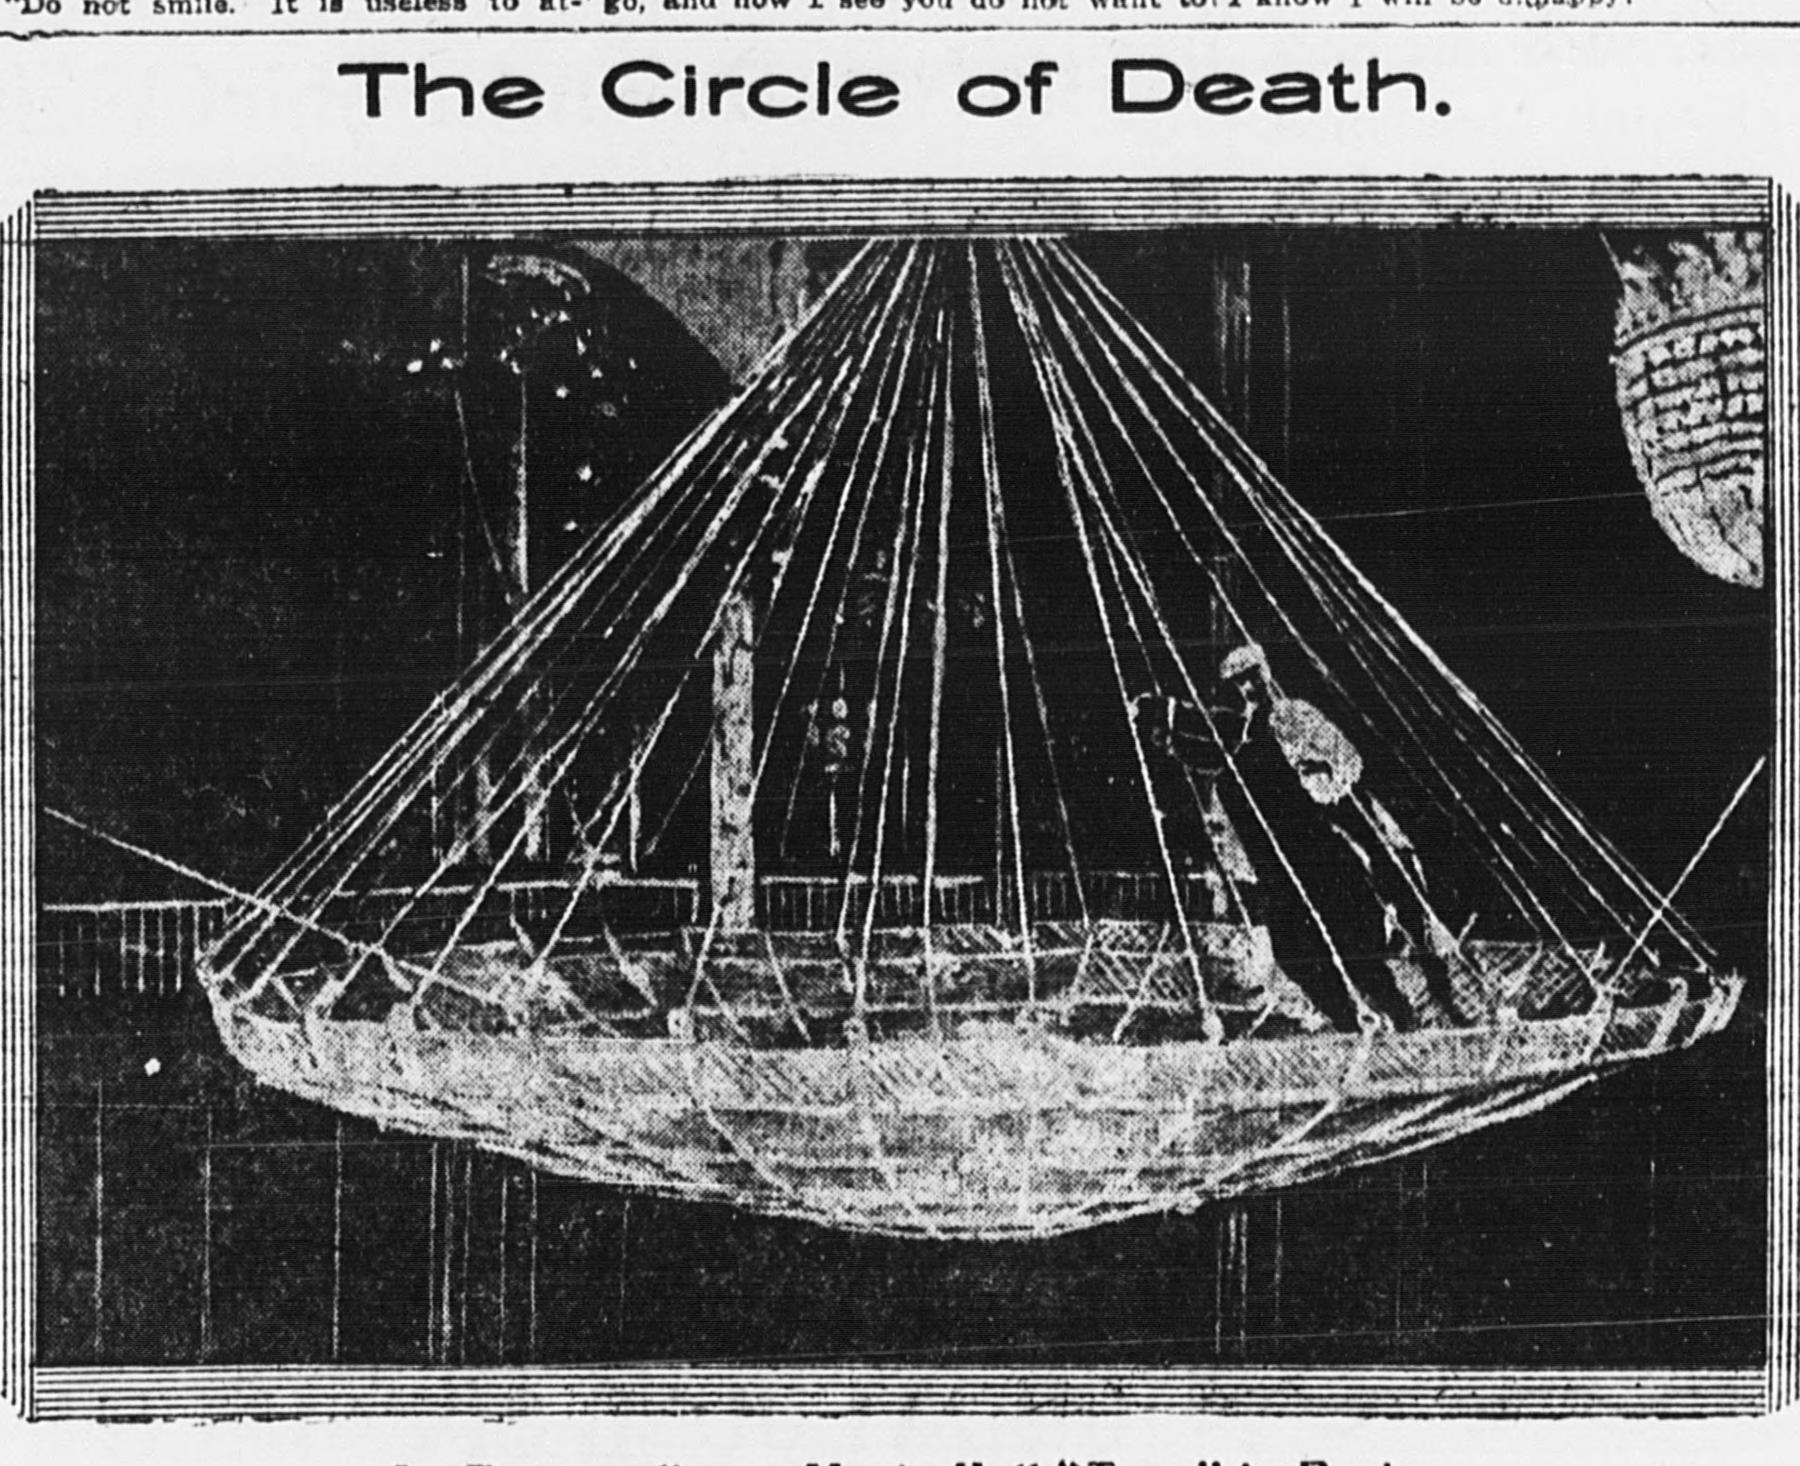 "Do not smile. It is useless to at- go, and now I see you do not want to! I know I will be unhappy.
The Circle of Death.